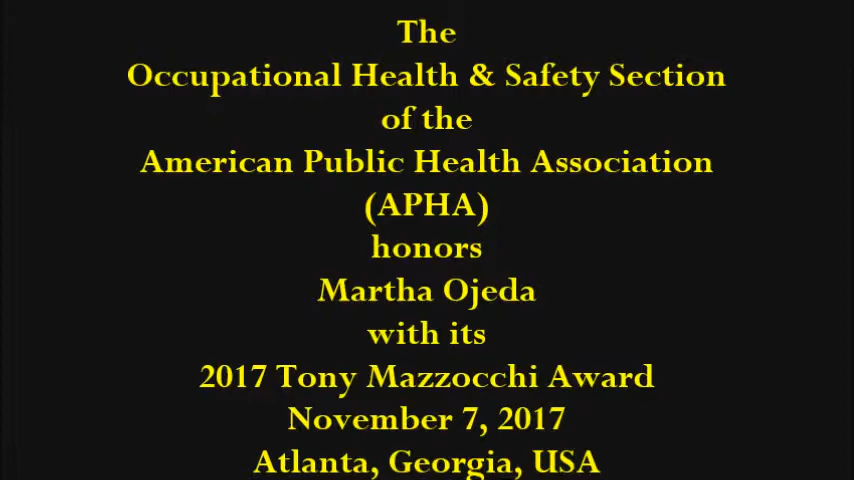 The
Occupational Health & Safety Section
of the
American Public Health Association
(APHA)
honors
Martha Ojeda
with its
2017 Tony Mazzocchi Award
November 7, 2017
Atlanta, Georgia, USA